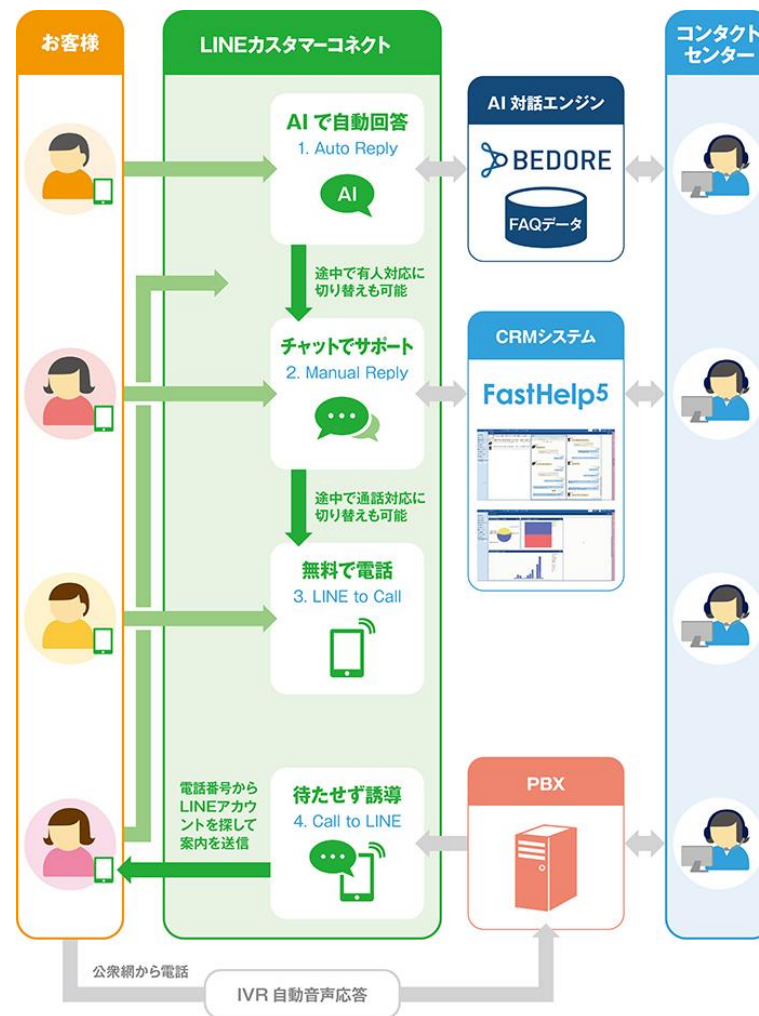 お客様
LINEカスタマーコネクト
コンタクト
センター
AIで自動回答
1. Auto Reply
AI
AI 対話エンジン
BEDORE
FAQデータ
途中で有人対応に
切り替えも可能
チャットでサポート
2. Manual Reply
CRMシステム
FastHelp5
途中で通話対応に
切り替えも可能
無料で電話
3. LINE to Call
電話番号から
LINEアカウ
ントを探して
案内を送信
待たせず誘導
4. Call to LINE
PBX
公衆網から電話
IVR 自動音声応答